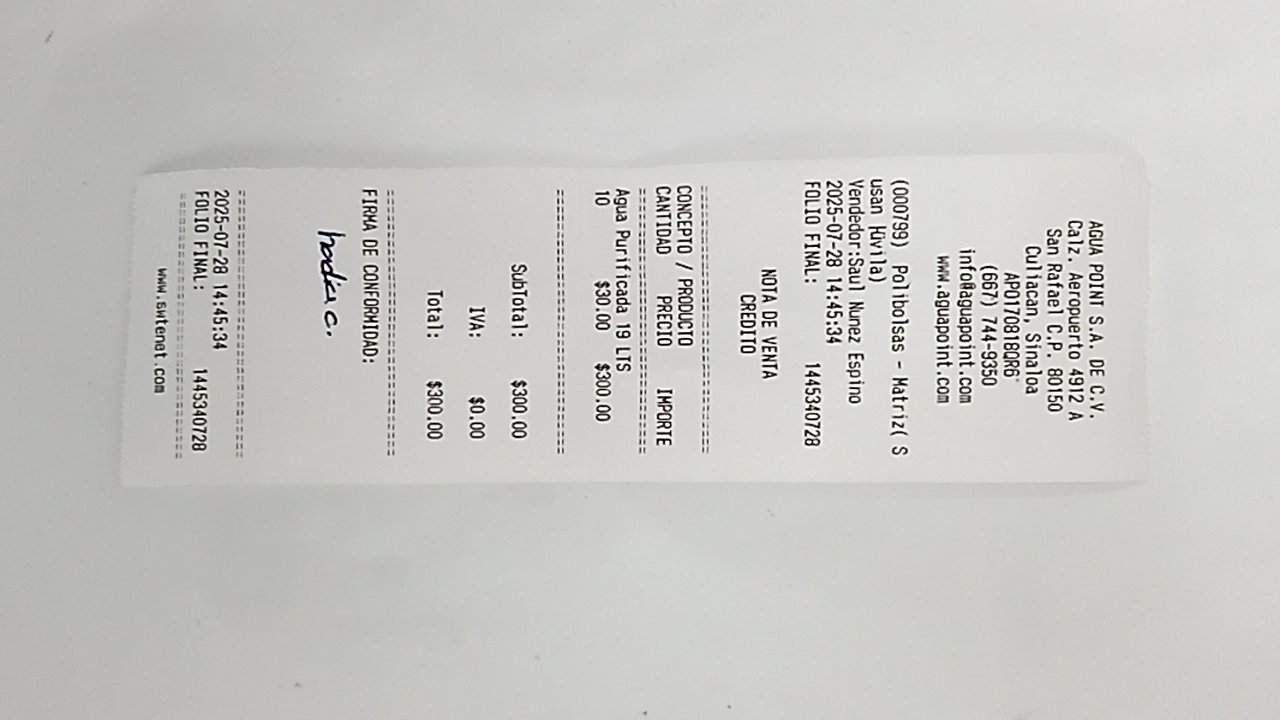 AGUA POINT S.A. DE C.V.
Calz. Aeropuerto 4912 A
San Rafael C.P. 80150
Culiacan, Sinaloa
APO170818QR6
(667) 744-9350
info@aguapoint.com
www.aguapoint.com
NOTA DE VENTA
CREDITO
(000799) Polibolsas - Matriz( S
usan Hivila)
Vendedor:Saul Nunez Espino
2025-07-28 14:45:34
FOLIO FINAL: 1445340728
CONCEPTO / PRODUCTO
CANTIDAD PRECIO IMPORTE
Agua Purificada 19 LTS
10 $30.00 $300.00
SubTotal: $300.00
IVA: $0.00
Total: $300.00
FIRMA DE CONFORMIDAD:
2025-07-28 14:45:34
FOLIO FINAL: 1445340728
www.swtenet.com